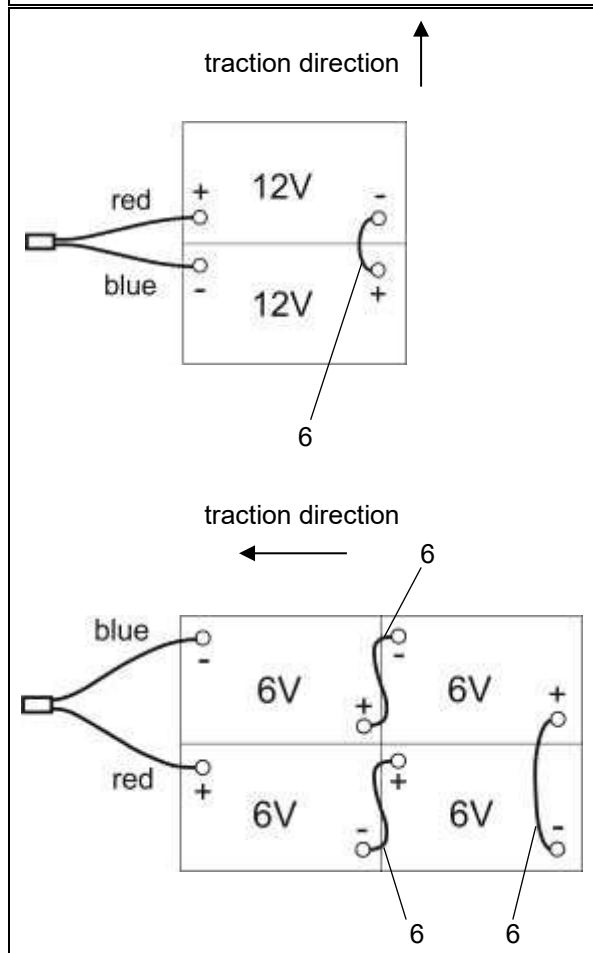 traction direction
red + 12V -
blue - 12V +
6
traction direction
6
blue - 6V + - 6V +
red + 6V - + 6V -
6 6